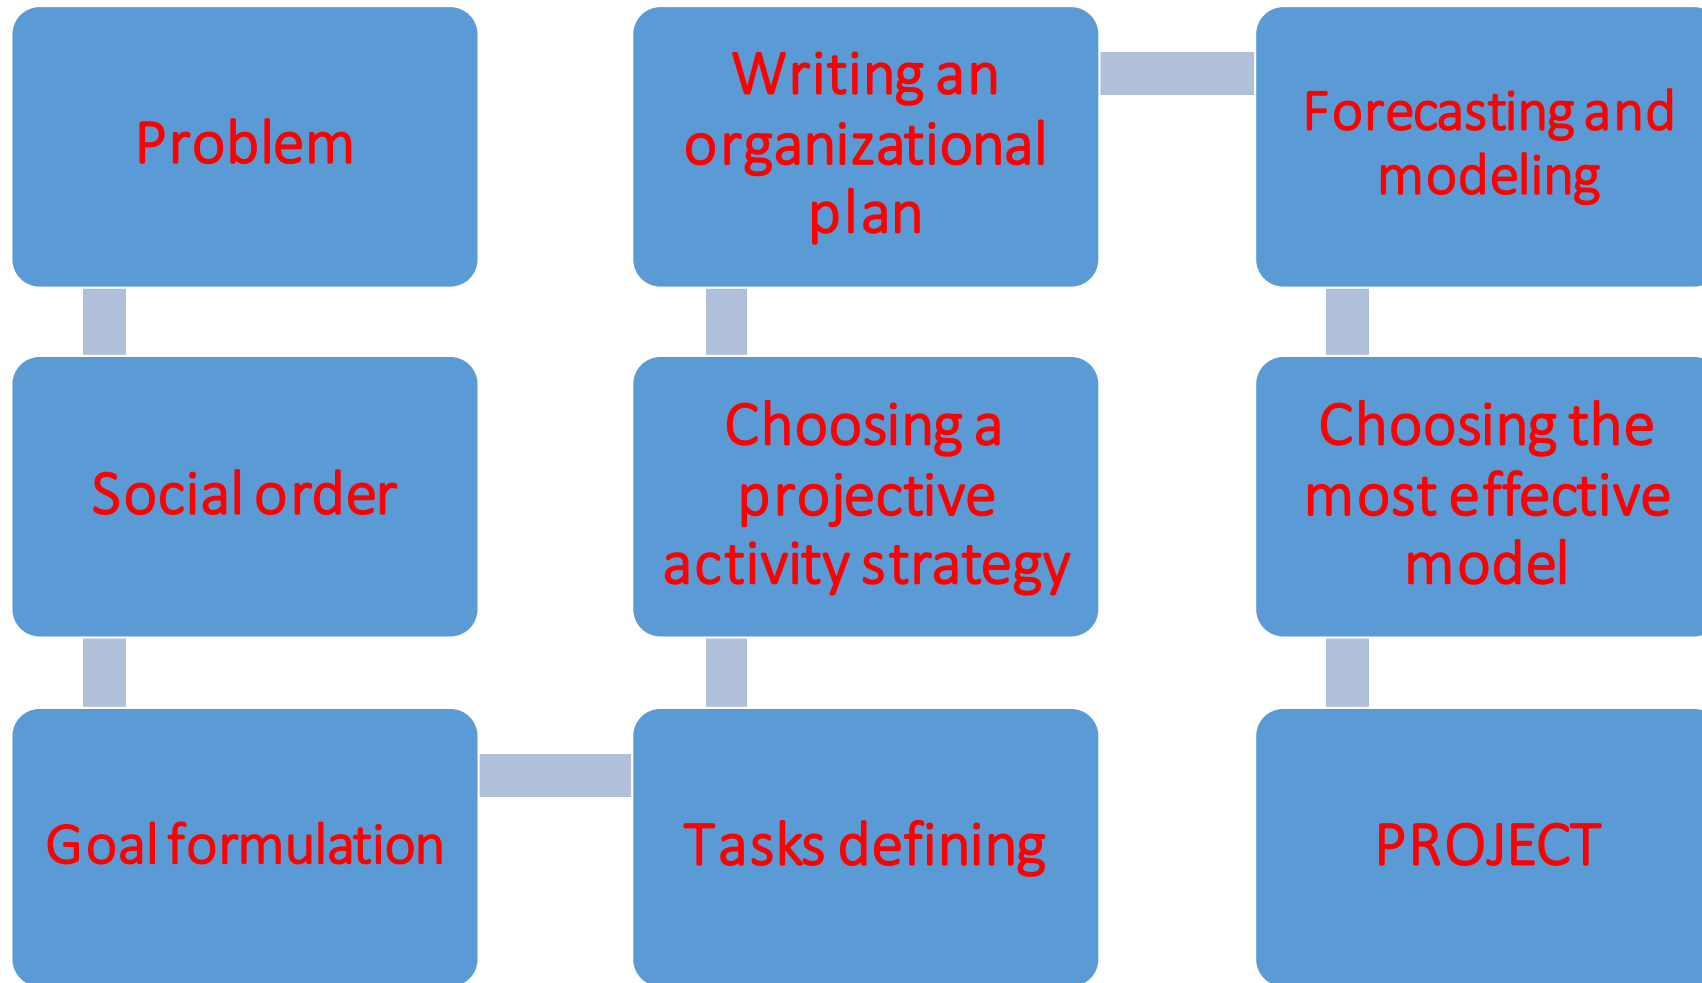 Problem
Social order
Goal formulation
Tasks defining
Choosing a
projective
activity strategy
Writing an
organizational
plan
Forecasting and
modeling
Choosing the
most effective
model
PROJECT